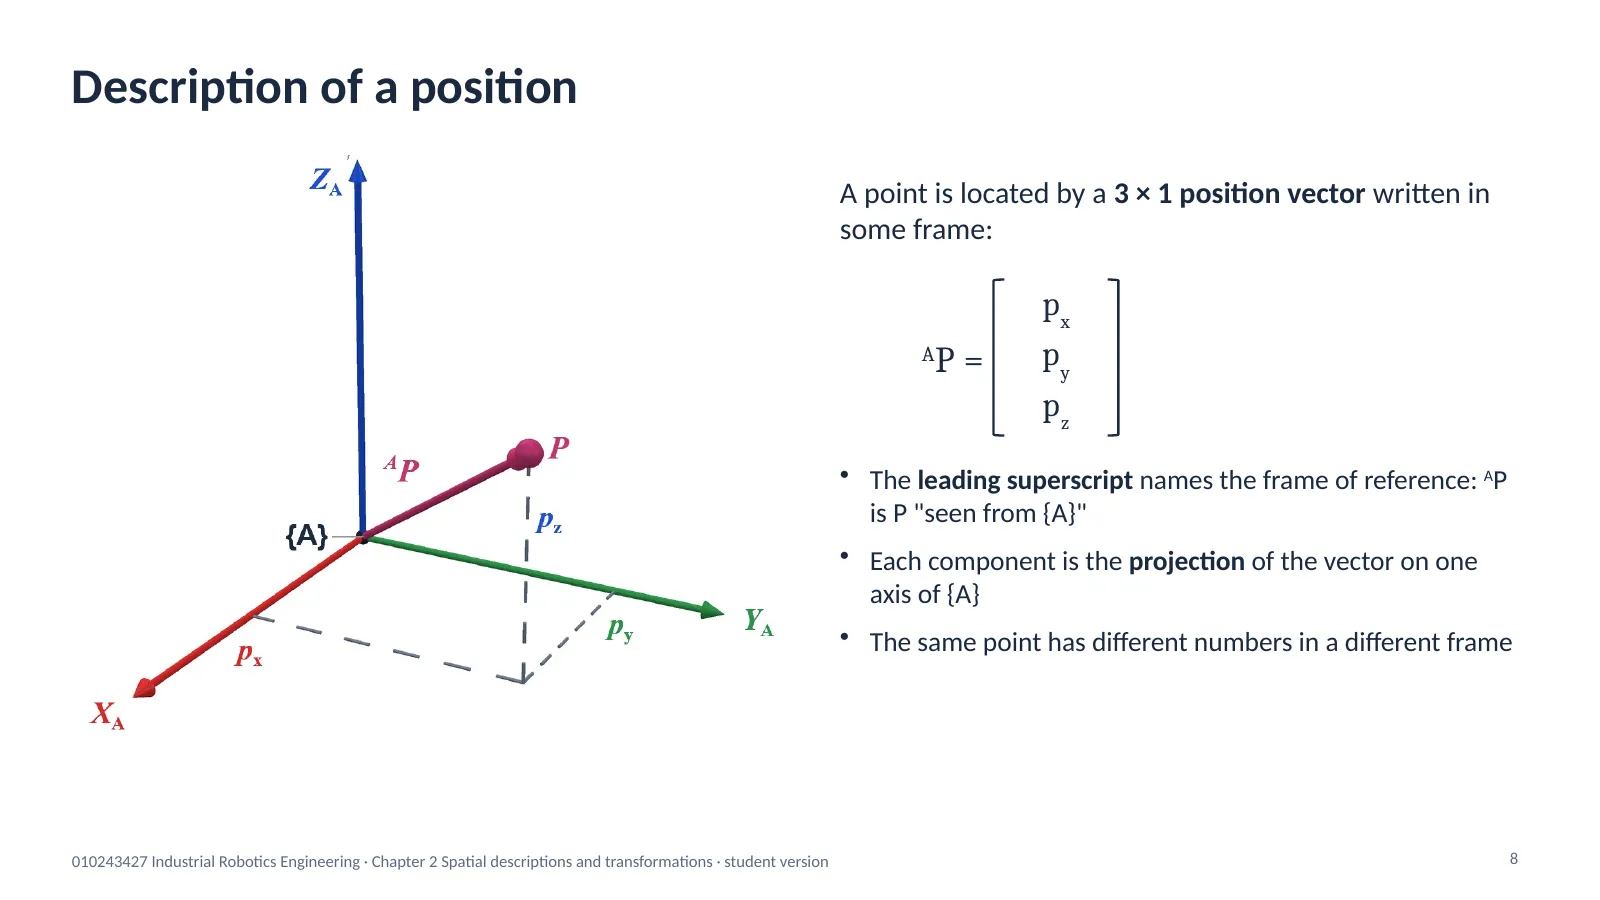 Description of a position
Z_A
A point is located by a 3 × 1 position vector written in
some frame:
p_x
ᴬP =
p_y
p_z
P
ᴬP
The leading superscript names the frame of reference: ᴬP
is P "seen from {A}"
p_z
{A}
Each component is the projection of the vector on one
axis of {A}
Y_A
p_y
The same point has different numbers in a different frame
p_x
X_A
010243427 Industrial Robotics Engineering · Chapter 2 Spatial descriptions and transformations · student version
8